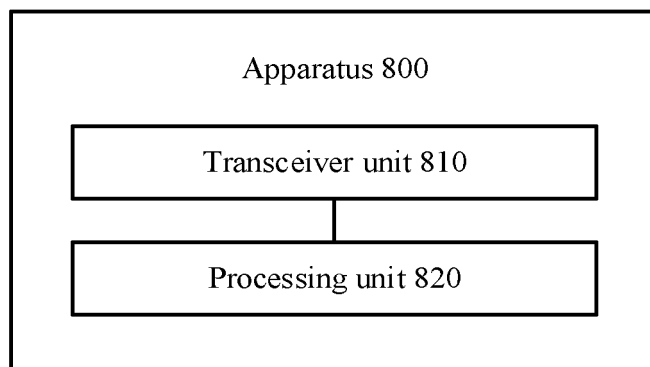 Apparatus 800
Transceiver unit 810
Processing unit 820